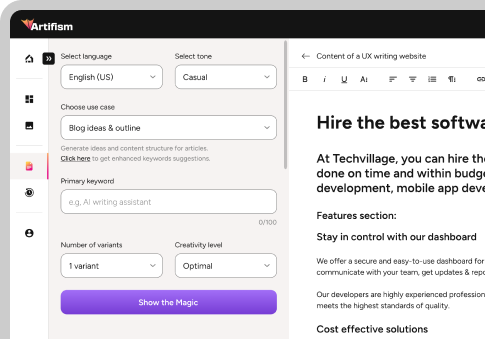 Artifism
Select language
Select tone
English (US)
Casual
Choose use case
Blog ideas & outline
Generate ideas and content structure for articles.
Click here to get enhanced keywords suggestions.
Primary keyword
e.g, AI writing assistant
0/100
Number of variants
Creativity level
1 variant
Optimal
Show the Magic
Content of a UX writing website
B i U
Hire the best softwa
At Techvillage, you can hire the
done on time and within budge
development, mobile app deve
Features section:
Stay in control with our dashboard
We offer a secure and easy-to-use dashboard for
communicate with your team, get updates & repo
Our developers are highly experienced profession
meets the highest standards of quality.
Cost effective solutions